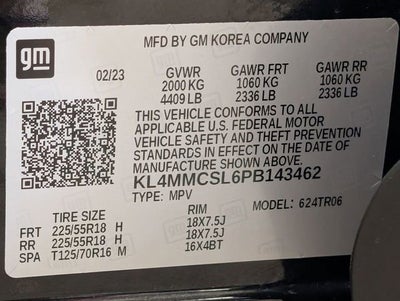 gm
MFD BY GM KOREA COMPANY
02/23 GVWR GAWR FRT GAWR RR
2000 KG 1060 KG 1060 KG
4409 LB 2336 LB 2336 LB
THIS VEHICLE CONFORMS TO ALL
APPLICABLE U.S. FEDERAL MOTOR
VEHICLE SAFETY AND THEFT PREVENTION
STANDARDS IN EFFECT ON THE DATE OF
MANUFACTURE SHOWN ABOVE.
KL4MMCSL6PB143462
TYPE: MPV MODEL: 624TR06
TIRE SIZE RIM
FRT 225/55R18 H 18X7.5J
RR 225/55R18 H 18X7.5J
SPA T125/70R16 M 16X4BT